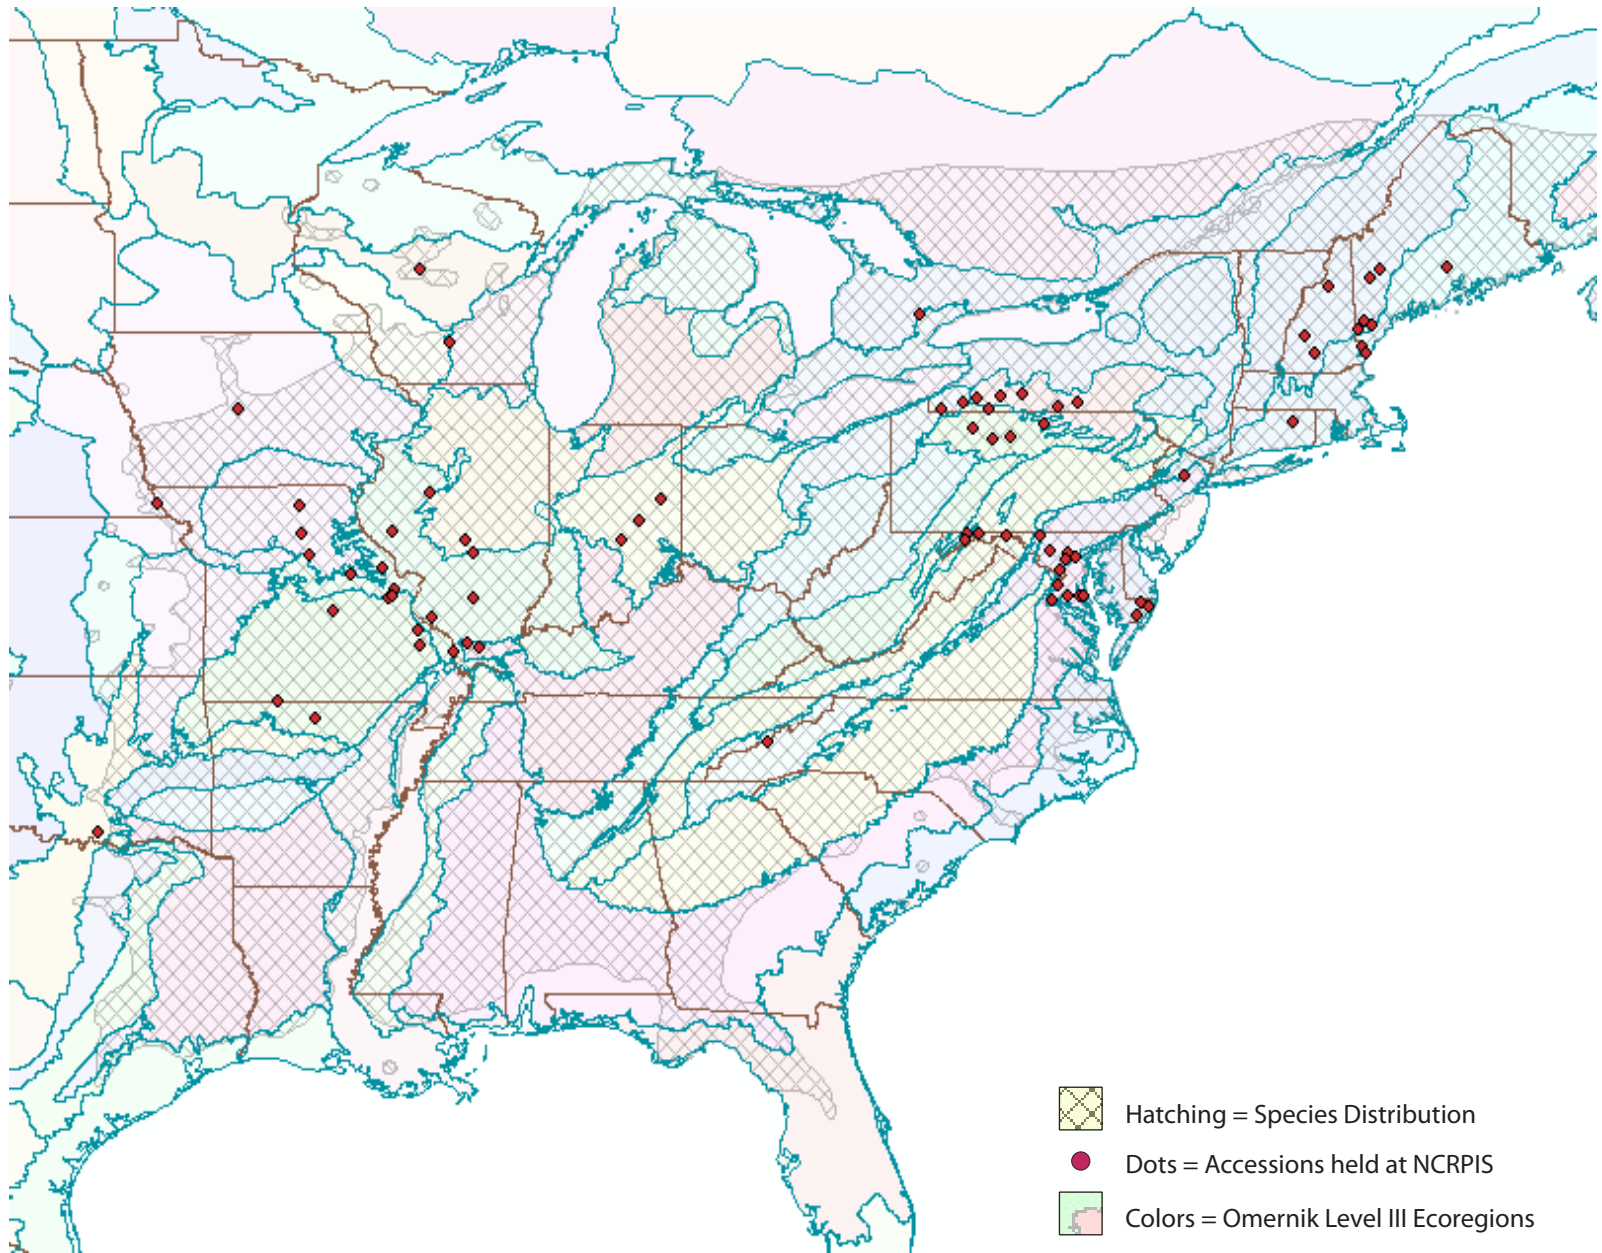 Hatching = Species Distribution
Dots = Accessions held at NCRPIS
Colors = Omernik Level III Ecoregions